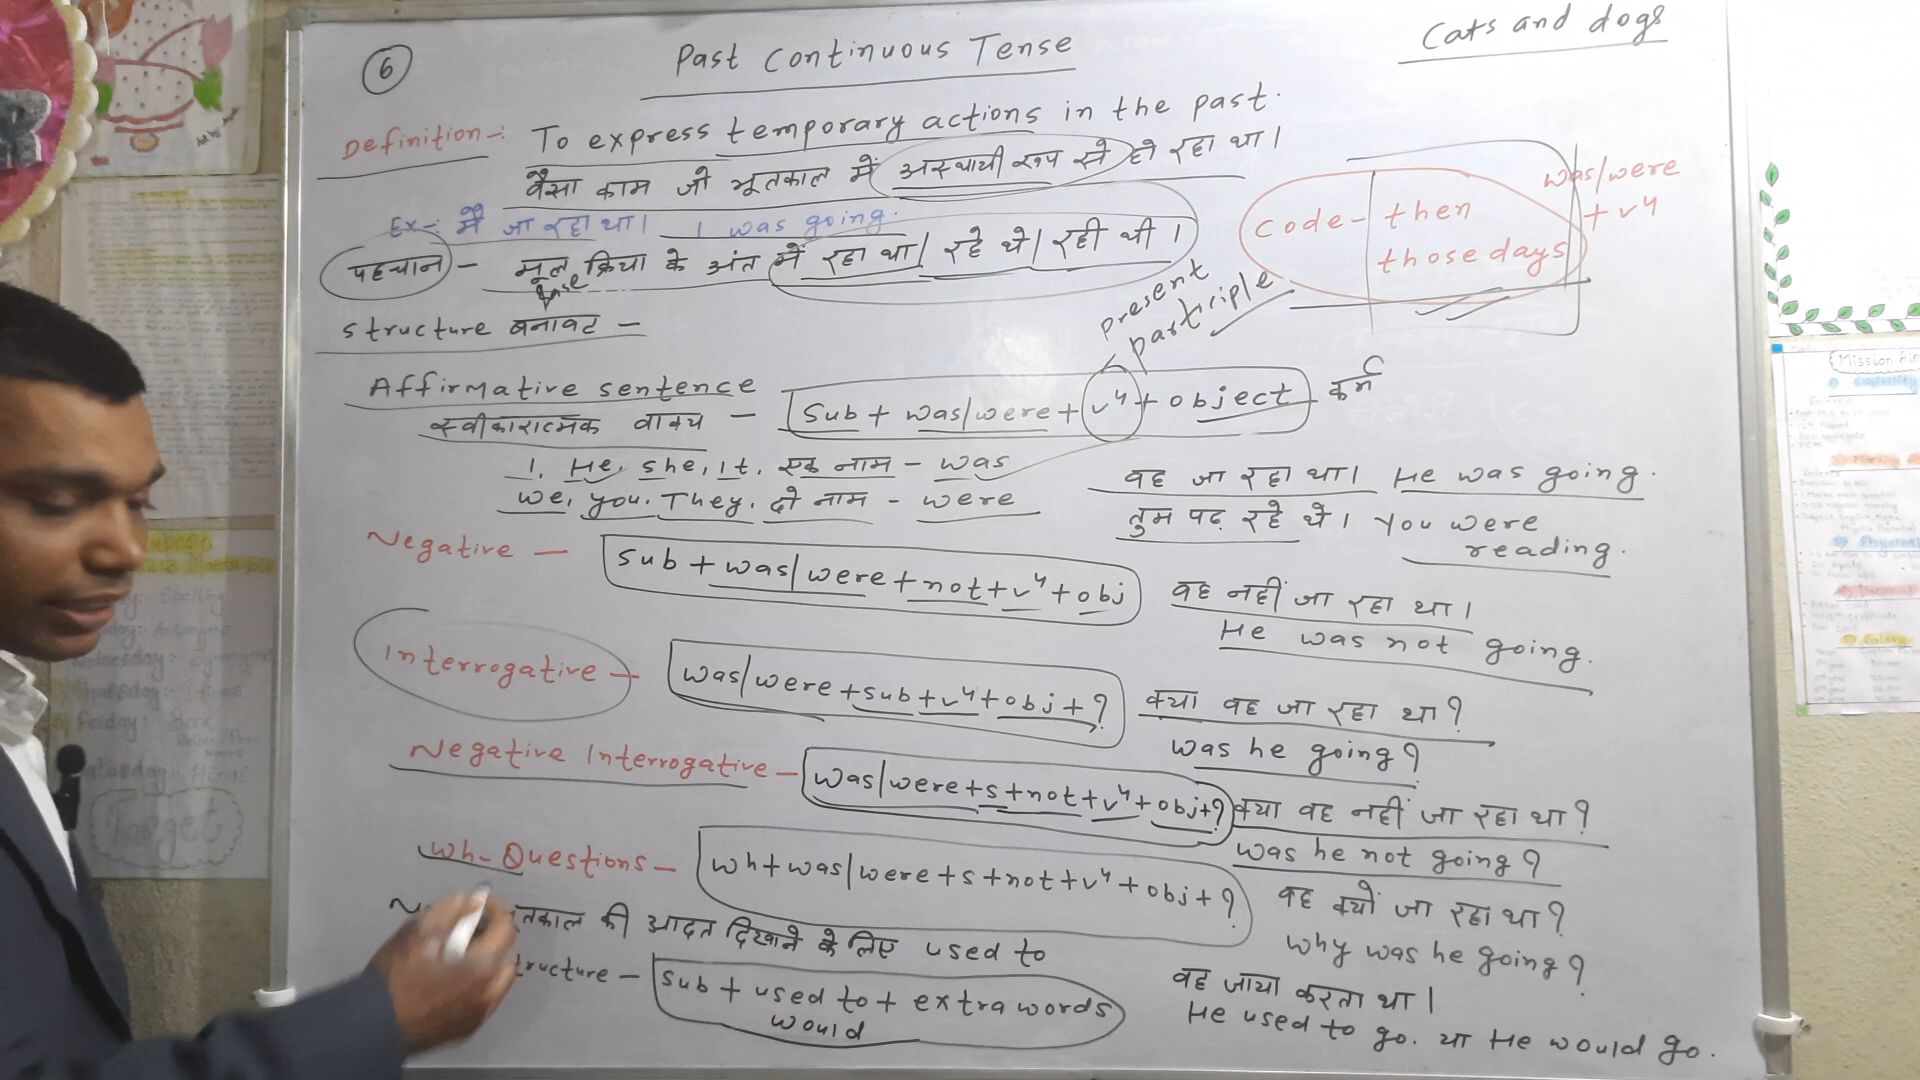 6
Past Continuous Tense
Cats and dogs
Definition-: To express temporary actions in the past.
वैसा काम जो भूतकाल में अस्थायी रूप से हो रहा था।
Ex-: मैं जा रहा था। I was going.
पहचान - मूल क्रिया के अंत में रहा था/ रहे थे/ रही थी।
base
Code- then
those days
was/were
+ v4
structure बनावट -
present
participle
Affirmative sentence
स्वीकारात्मक वाक्य - Sub + was/were + v4 + object कर्म
I, He, she, It, एक नाम - was
we, you, They, दो नाम - were
वह जा रहा था। He was going.
तुम पढ़ रहे थे। You were
reading.
Negative - sub + was/were + not + v4 + obj
वह नहीं जा रहा था।
He was not going.
Interrogative - was/were + sub + v4 + obj + ?
क्या वह जा रहा था?
was he going?
Negative Interrogative - was/were + s + not + v4 + obj + ?
क्या वह नहीं जा रहा था?
was he not going?
Wh- Questions - wh + was/were + s + not + v4 + obj + ?
वह क्यों जा रहा था?
why was he going?
तकाल की आदत दिखाने के लिए used to
tructure - sub + used to + extra words
would
वह जाया करता था।
He used to go. या He would go.
Mission
Target